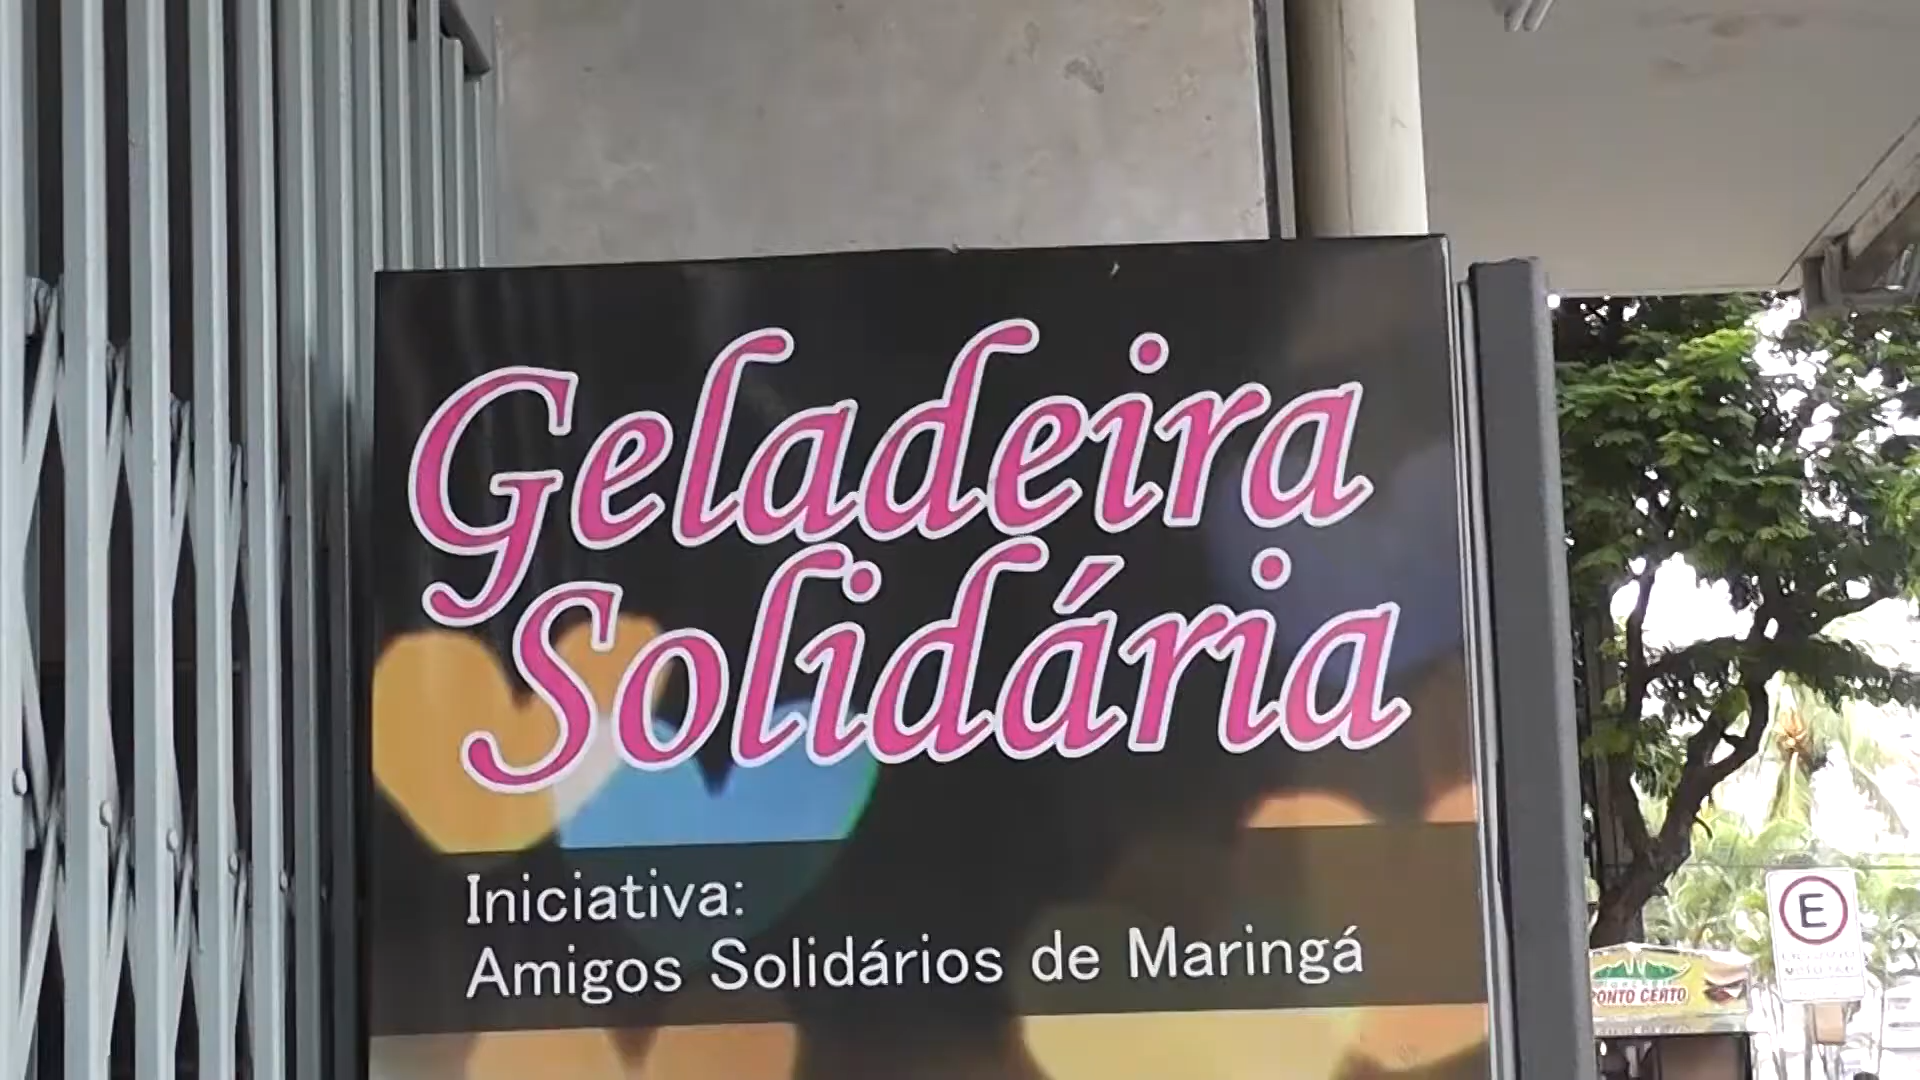 Geladeira
Solidária
Iniciativa:
Amigos Solidários de Maringá
E
PONTO CERTO